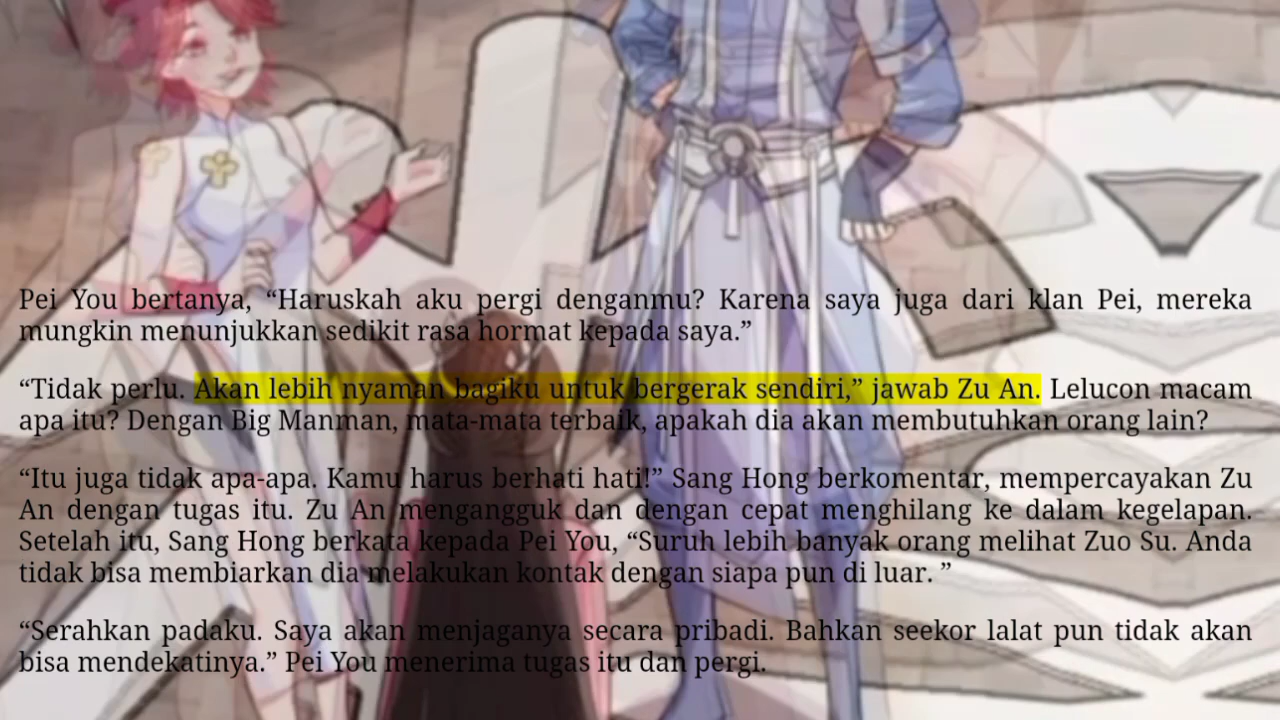 Pei You bertanya, “Haruskah aku pergi denganmu? Karena saya juga dari klan Pei, mereka
mungkin menunjukkan sedikit rasa hormat kepada saya.”
“Tidak perlu. Akan lebih nyaman bagiku untuk bergerak sendiri,” jawab Zu An. Lelucon macam
apa itu? Dengan Big Manman, mata-mata terbaik, apakah dia akan membutuhkan orang lain?
“Itu juga tidak apa-apa. Kamu harus berhati hati!” Sang Hong berkomentar, mempercayakan Zu
An dengan tugas itu. Zu An mengangguk dan dengan cepat menghilang ke dalam kegelapan.
Setelah itu, Sang Hong berkata kepada Pei You, “Suruh lebih banyak orang melihat Zuo Su. Anda
tidak bisa membiarkan dia melakukan kontak dengan siapa pun di luar. ”
“Serahkan padaku. Saya akan menjaganya secara pribadi. Bahkan seekor lalat pun tidak akan
bisa mendekatinya.” Pei You menerima tugas itu dan pergi.